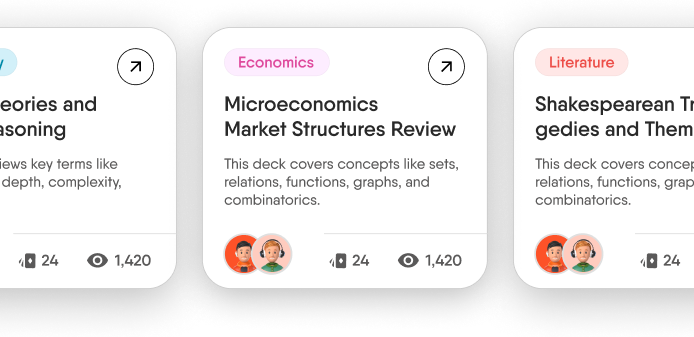 Economics
Literature
eories and
asoning
Microeconomics
Market Structures Review
Shakespearean Tr
gedies and Them
iews key terms like
depth, complexity,
This deck covers concepts like sets,
relations, functions, graphs, and
combinatorics.
This deck covers concep
relations, functions, grap
combinatorics.
24
1,420
24
1,420
24